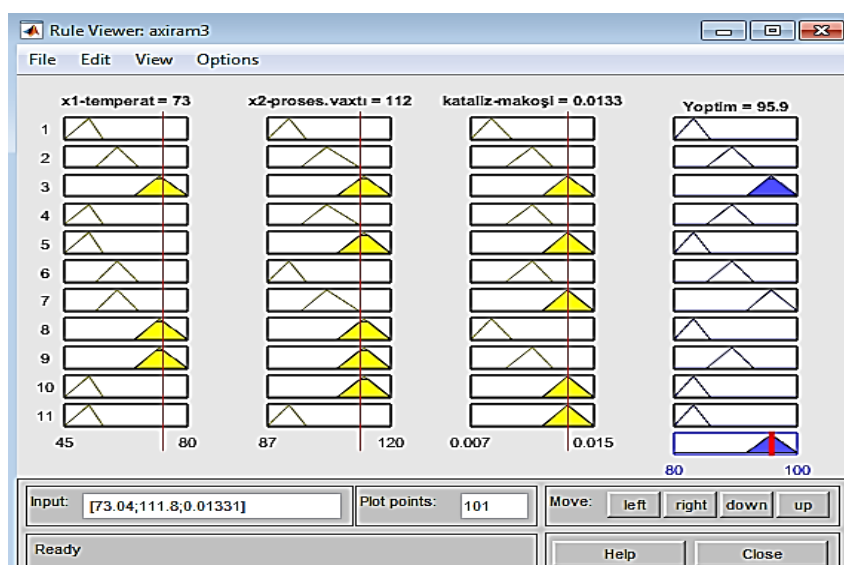 Rule Viewer: axiram3
File Edit View Options
x1-temperat = 73 x2-proses.vaxtı = 112 kataliz-makoşi = 0.0133 Yoptim = 95.9
1
2
3
4
5
6
7
8
9
10
11
45 80 87 120 0.007 0.015
80 100
Input: [73.04;111.8;0.01331] Plot points: 101 Move: left right down up
Ready Help Close